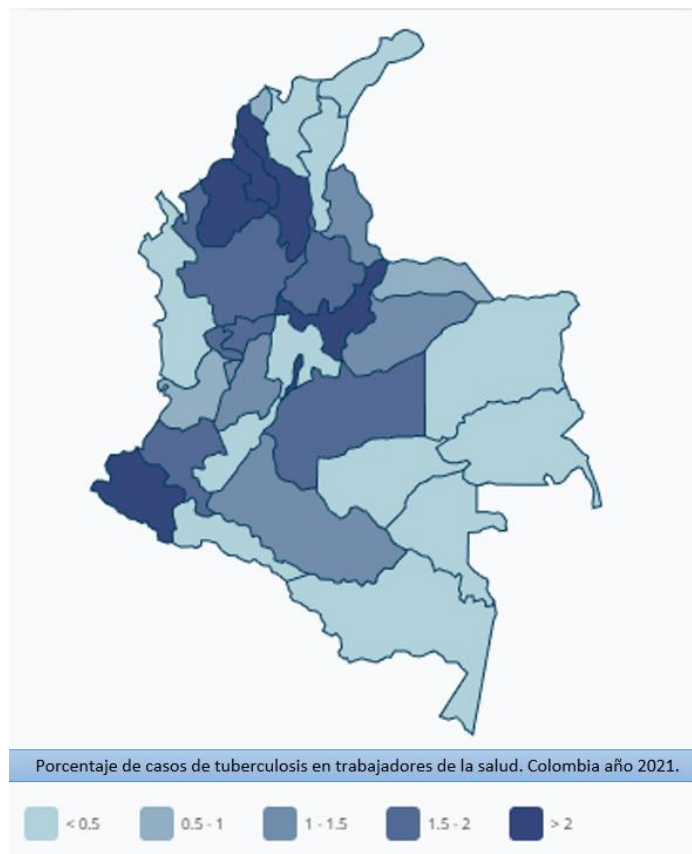 Porcentaje de casos de tuberculosis en trabajadores de la salud. Colombia año 2021.
< 0.5 0.5 - 1 1 - 1.5 1.5 - 2 > 2